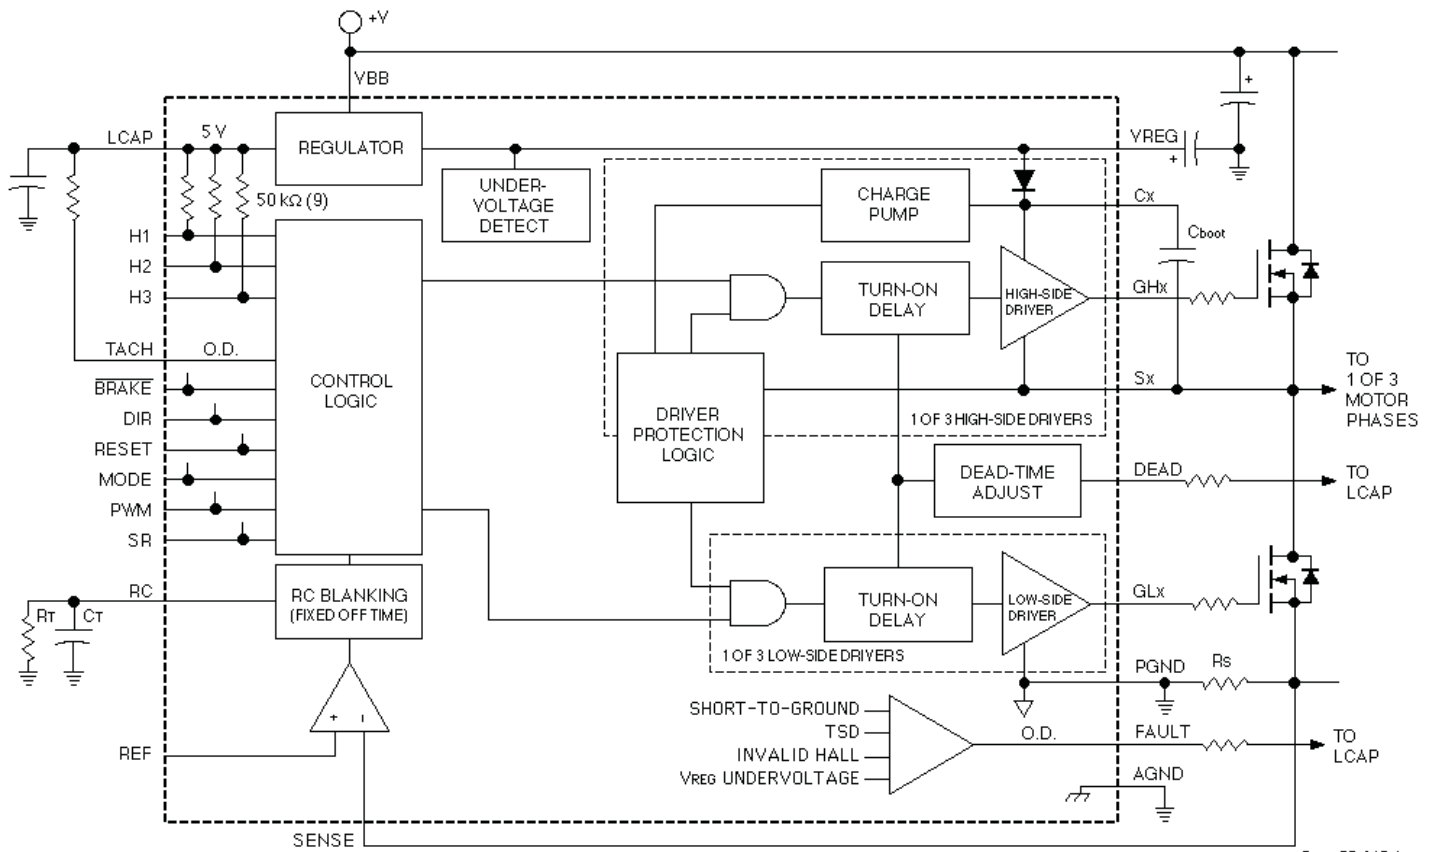 +V
VBB
LCAP
5 V
REGULATOR
VREG
+
+
UNDER-
VOLTAGE
DETECT
50 kΩ (9)
CHARGE
PUMP
Cx
Cboot
H1
H2
H3
TURN-ON
DELAY
HIGH-SIDE
DRIVER
GHx
TACH
O.D.
BRAKE
DIR
RESET
MODE
PWM
SR
CONTROL
LOGIC
DRIVER
PROTECTION
LOGIC
Sx
TO
1 OF 3
MOTOR
PHASES
1 OF 3 HIGH-SIDE DRIVERS
DEAD-TIME
ADJUST
DEAD
TO
LCAP
RC
RT
CT
RC BLANKING
(FIXED OFF TIME)
TURN-ON
DELAY
LOW-SIDE
DRIVER
GLx
1 OF 3 LOW-SIDE DRIVERS
PGND
RS
+ –
REF
SHORT-TO-GROUND
TSD
INVALID HALL
VREG UNDERVOLTAGE
O.D.
FAULT
TO
LCAP
AGND
SENSE